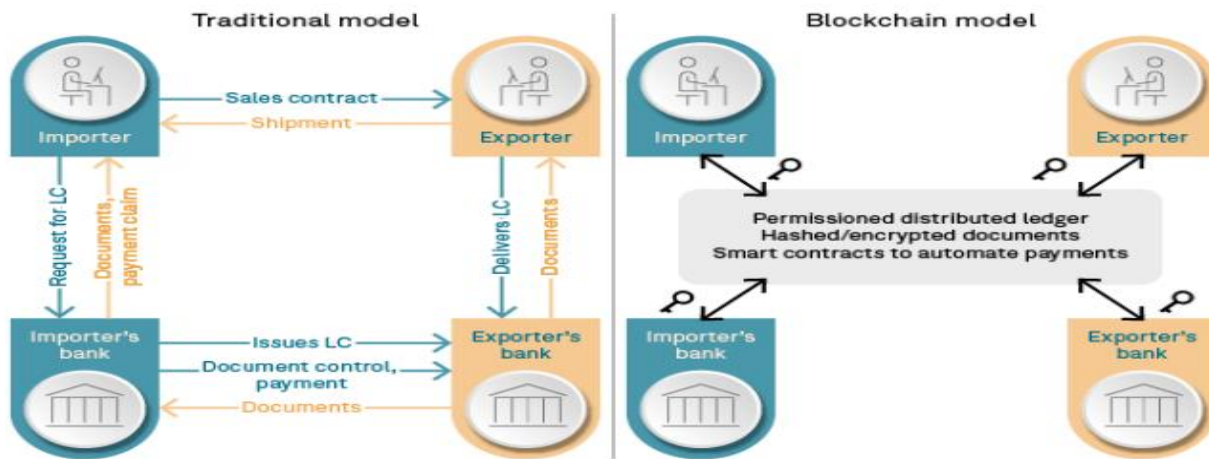 Traditional model
Importer
Sales contract
Shipment
Exporter
Request for LC
Documents,
payment claim
Delivers LC
Documents
Importer's
bank
Issues LC
Document control,
payment
Documents
Exporter's
bank
Blockchain model
Importer
Exporter
Permissioned distributed ledger
Hashed/encrypted documents
Smart contracts to automate payments
Importer's
bank
Exporter's
bank